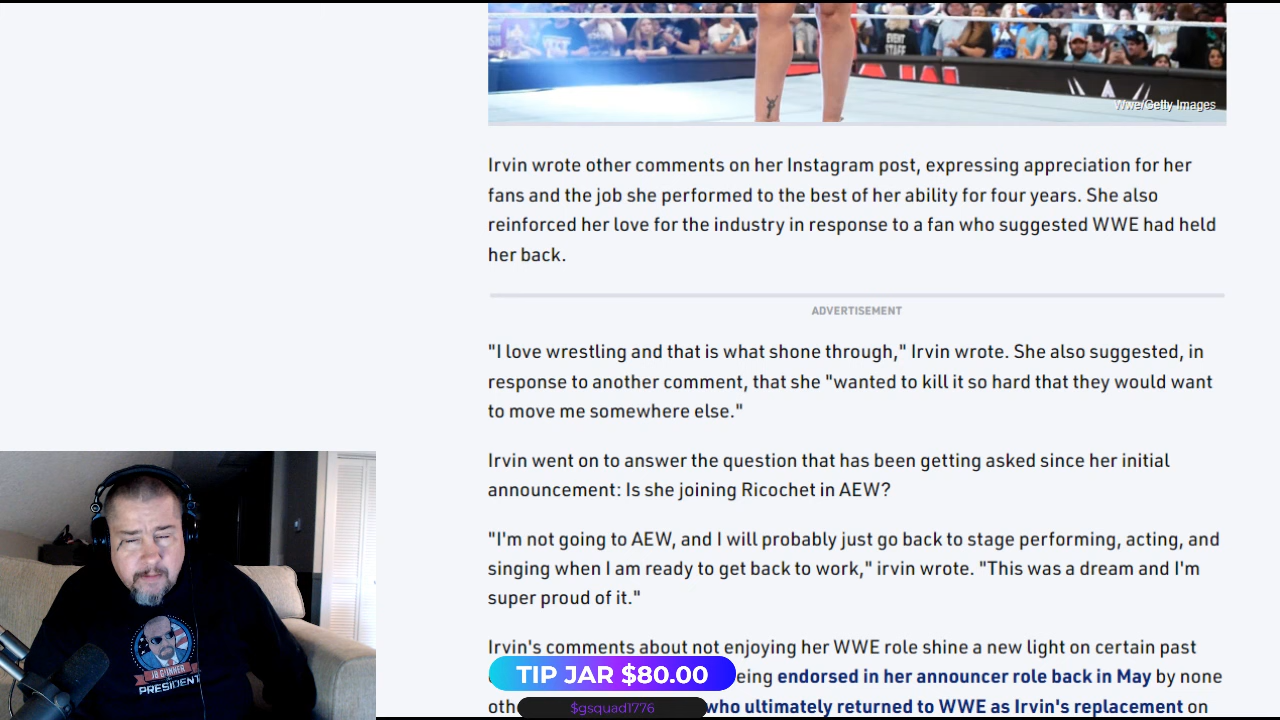 EVENT
STAFF
Wwe/Getty Images
Irvin wrote other comments on her Instagram post, expressing appreciation for her
fans and the job she performed to the best of her ability for four years. She also
reinforced her love for the industry in response to a fan who suggested WWE had held
her back.
ADVERTISEMENT
"I love wrestling and that is what shone through," Irvin wrote. She also suggested, in
response to another comment, that she "wanted to kill it so hard that they would want
to move me somewhere else."
Irvin went on to answer the question that has been getting asked since her initial
announcement: Is she joining Ricochet in AEW?
"I'm not going to AEW, and I will probably just go back to stage performing, acting, and
singing when I am ready to get back to work," irvin wrote. "This was a dream and I'm
super proud of it."
Irvin's comments about not enjoying her WWE role shine a new light on certain past
eing endorsed in her announcer role back in May by none
TIP JAR $80.00
oth who ultimately returned to WWE as Irvin's replacement on
$gsquad1776
PRESIDENT